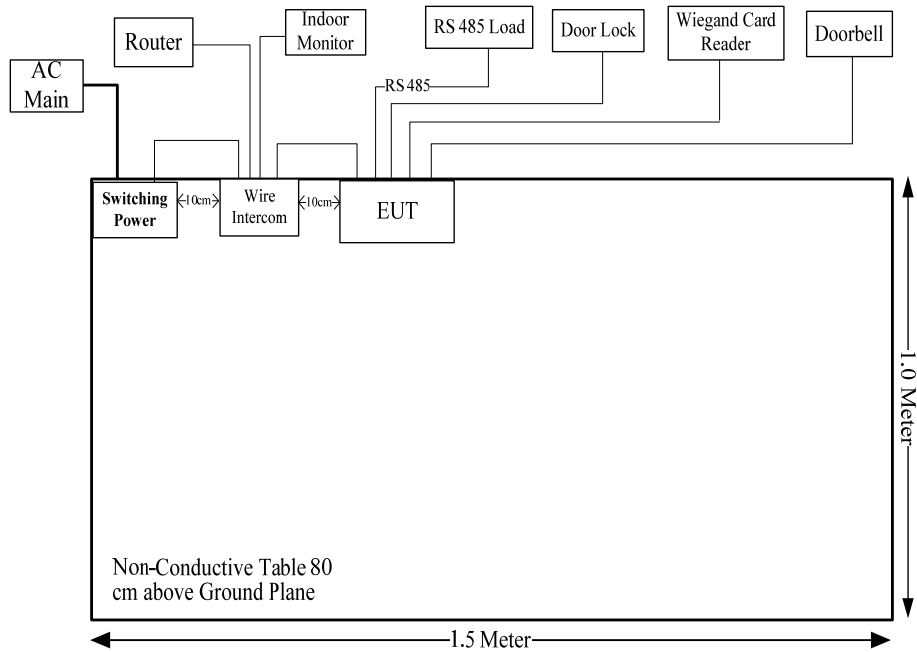 Router
Indoor
Monitor
RS 485 Load
Door Lock
Wiegand Card
Reader
Doorbell
AC
Main
RS 485
Switching
Power
10cm
Wire
Intercom
10cm
EUT
1.0 Meter
Non-Conductive Table 80
cm above Ground Plane
1.5 Meter